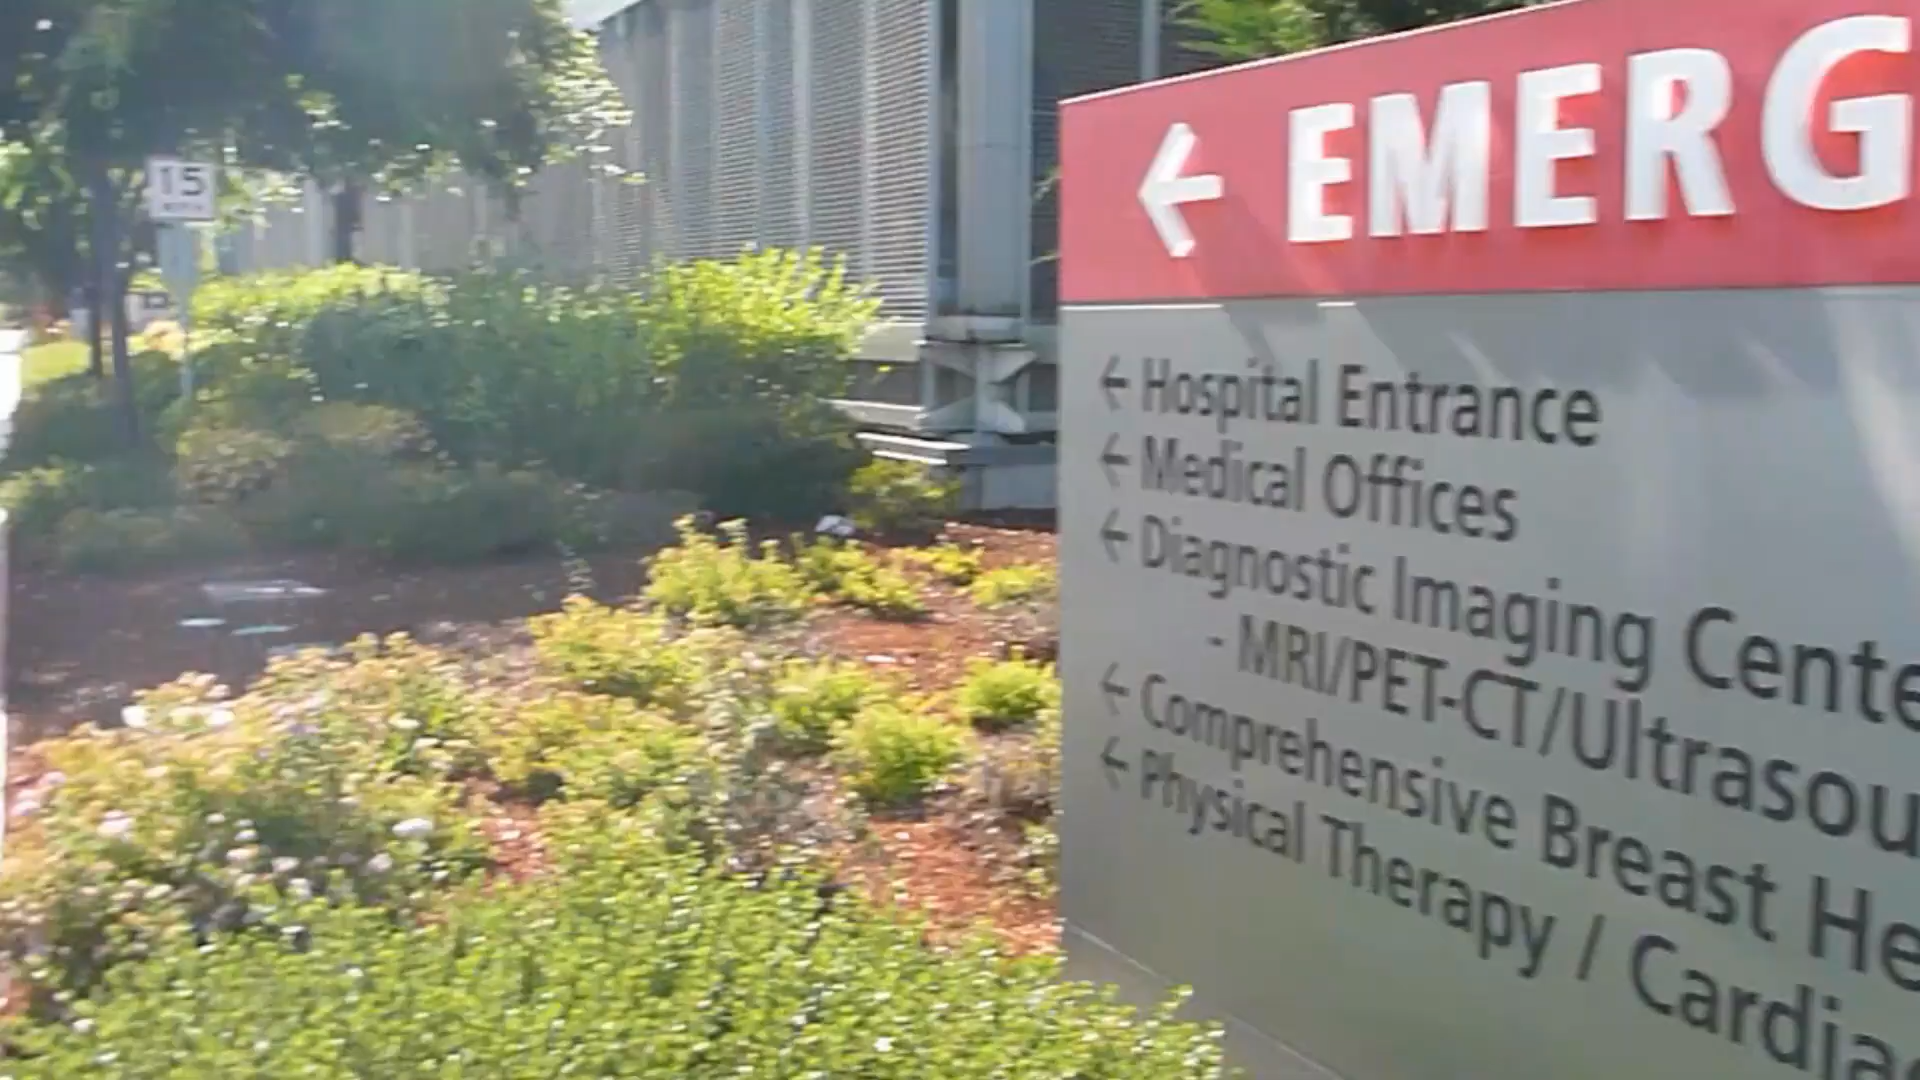 15
← EMERG
← Hospital Entrance
← Medical Offices
← Diagnostic Imaging Cente
- MRI/PET-CT/Ultrasou
← Comprehensive Breast He
← Physical Therapy / Cardiac